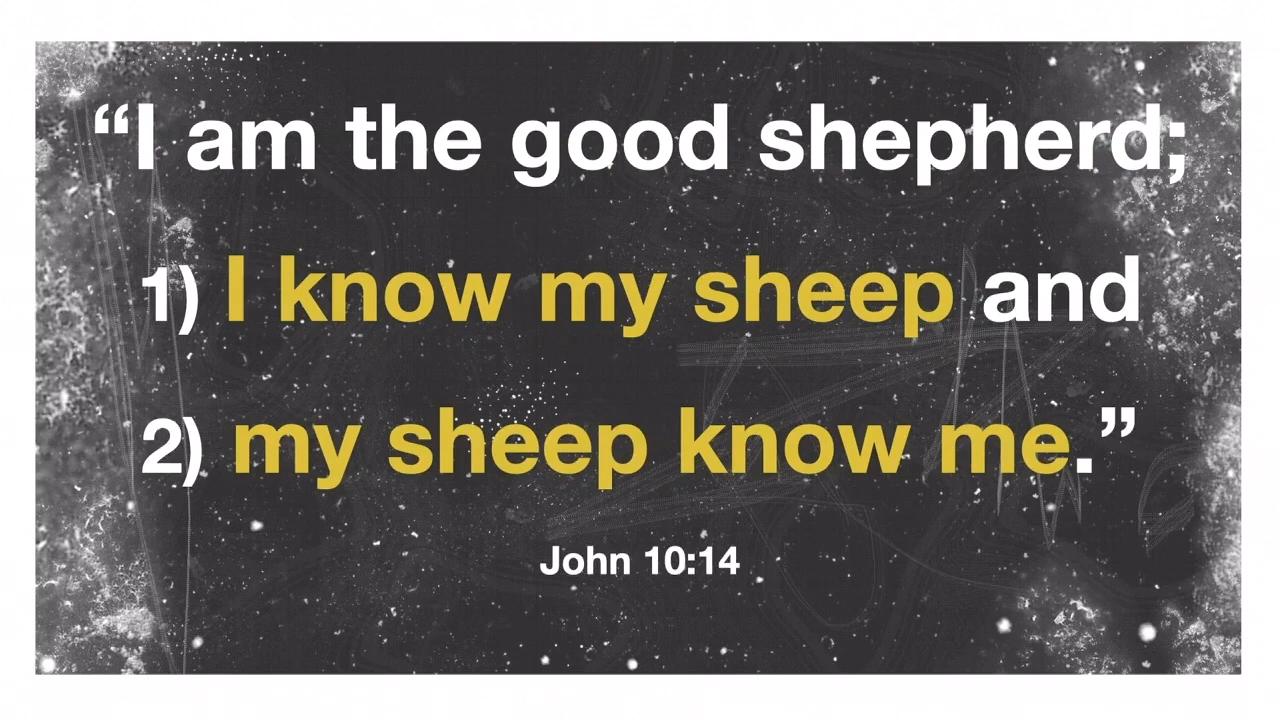 “I am the good shepherd;
1) I know my sheep and
2) my sheep know me.”
John 10:14